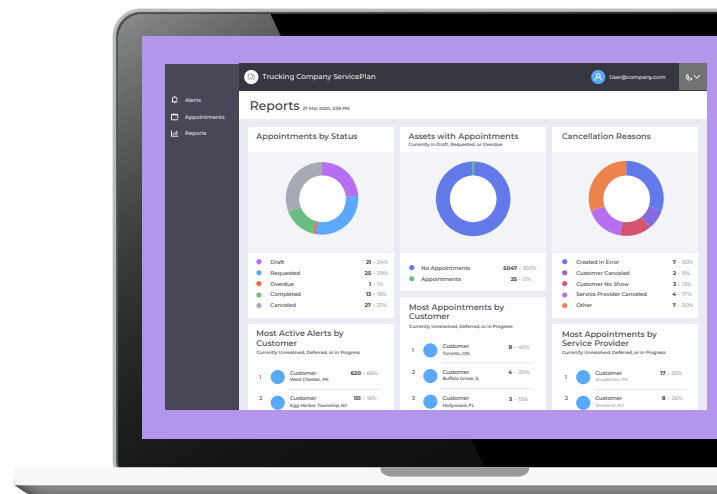 Trucking Company ServicePlan
User@company.com
Alerts
Appointments
Reports
Reports 27 Mar 2020, 2:39 PM
Appointments by Status
Draft 21 - 24%
Requested 25 - 29%
Overdue 1 - 1%
Completed 13 - 15%
Canceled 27 - 31%
Assets with Appointments
Currently in Draft, Requested, or Overdue
No Appointments 5047 - 100%
Appointments 25 - 0%
Cancellation Reasons
Created in Error 7 - 30%
Customer Canceled 2 - 9%
Customer No Show 3 - 13%
Service Provider Canceled 4 - 17%
Other 7 - 30%
Most Active Alerts by
Customer
Currently Unresolved, Deferred, or in Progress
1 Customer 620 - 66%
West Chester, PA
2 Customer 151 - 16%
Egg Harbor Township, NJ
Most Appointments by
Customer
Currently Unresolved, Deferred, or in Progress
1 Customer 8 - 40%
Toronto, ON
2 Customer 4 - 20%
Buffalo Grove, IL
3 Customer 3 - 15%
Hollywood, FL
Most Appointments by
Service Provider
Currently Unresolved, Deferred, or in Progress
1 Customer 17 - 55%
Souderton, PA
2 Customer 8 - 26%
Vineland, NJ